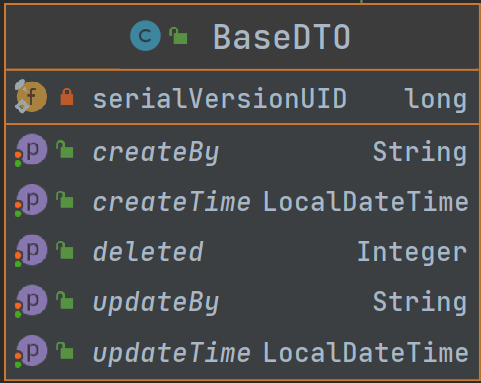 C BaseDTO
f serialVersionUID long
p createBy String
p createTime LocalDateTime
p deleted Integer
p updateBy String
p updateTime LocalDateTime